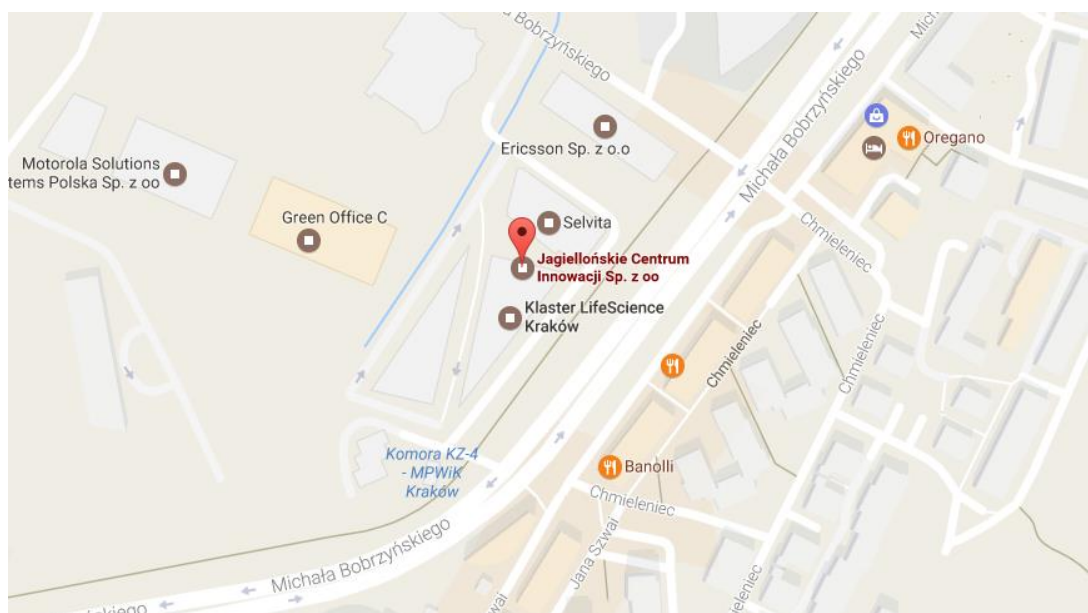 a Bobrzyńskiego
Michała Bobrzyńskiego
Ericsson Sp. z o.o
Oregano
Motorola Solutions
tems Polska Sp. z oo
Green Office C
Selvita
Jagiellońskie Centrum
Innowacji Sp. z oo
Klaster LifeScience
Kraków
Chmieleniec
Chmieleniec
Chmieleniec
Komora KZ-4
- MPWiK
Kraków
Banolli
Chmieleniec
Jana Szwai
Michała Bobrzyńskiego